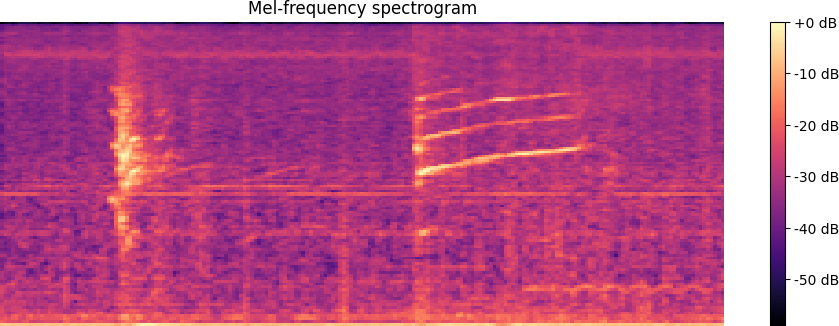 Mel-frequency spectrogram
+0 dB
-10 dB
-20 dB
-30 dB
-40 dB
-50 dB